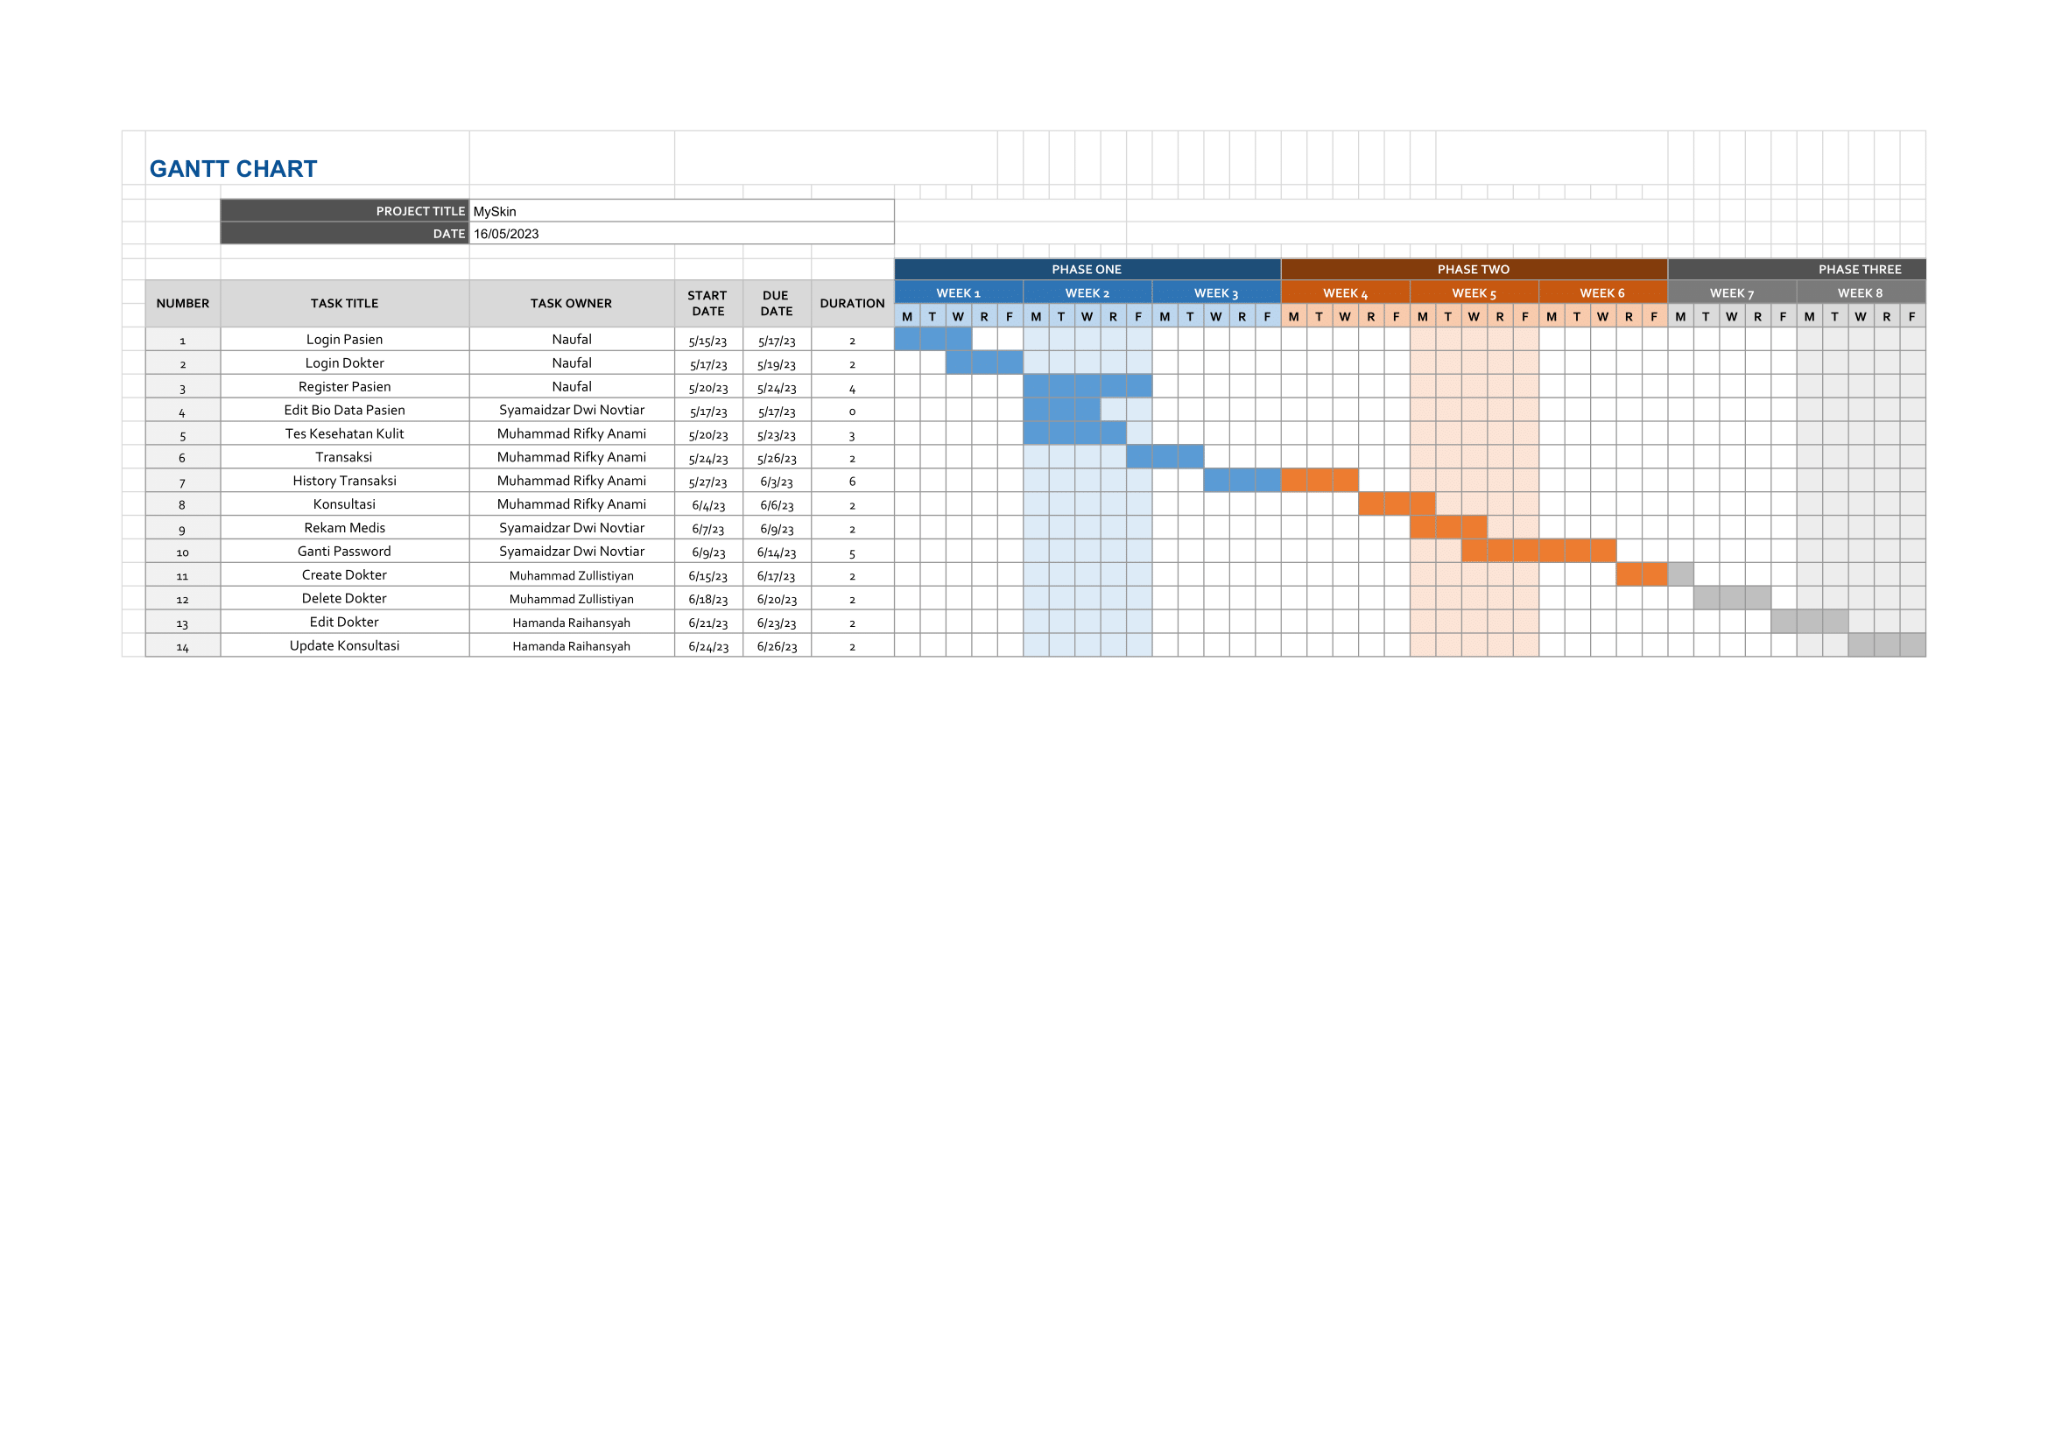 GANTT CHART
PROJECT TITLE MySkin
DATE 16/05/2023
PHASE ONE PHASE TWO PHASE THREE
NUMBER TASK TITLE TASK OWNER START DATE DUE DATE DURATION WEEK 1 WEEK 2 WEEK 3 WEEK 4 WEEK 5 WEEK 6 WEEK 7 WEEK 8
M T W R F M T W R F M T W R F M T W R F M T W R F M T W R F M T W R F M T W R F
1 Login Pasien Naufal 5/15/23 5/17/23 2
2 Login Dokter Naufal 5/17/23 5/19/23 2
3 Register Pasien Naufal 5/20/23 5/24/23 4
4 Edit Bio Data Pasien Syamaidzar Dwi Novtiar 5/17/23 5/17/23 0
5 Tes Kesehatan Kulit Muhammad Rifky Anami 5/20/23 5/23/23 3
6 Transaksi Muhammad Rifky Anami 5/24/23 5/26/23 2
7 History Transaksi Muhammad Rifky Anami 5/27/23 6/3/23 6
8 Konsultasi Muhammad Rifky Anami 6/4/23 6/6/23 2
9 Rekam Medis Syamaidzar Dwi Novtiar 6/7/23 6/9/23 2
10 Ganti Password Syamaidzar Dwi Novtiar 6/9/23 6/14/23 5
11 Create Dokter Muhammad Zullistiyan 6/15/23 6/17/23 2
12 Delete Dokter Muhammad Zullistiyan 6/18/23 6/20/23 2
13 Edit Dokter Hamanda Raihansyah 6/21/23 6/23/23 2
14 Update Konsultasi Hamanda Raihansyah 6/24/23 6/26/23 2